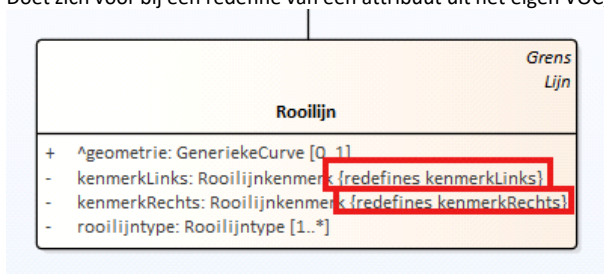 Doet zich voor bij een redefine van een attribuut uit het eigen VOC
Grens
Lijn
Rooilijn
+ ^geometrie: GeneriekeCurve [0..1]
- kenmerkLinks: Rooilijnkenmerk {redefines kenmerkLinks}
- kenmerkRechts: Rooilijnkenmerk {redefines kenmerkRechts}
- rooilijntype: Rooilijntype [1..*]